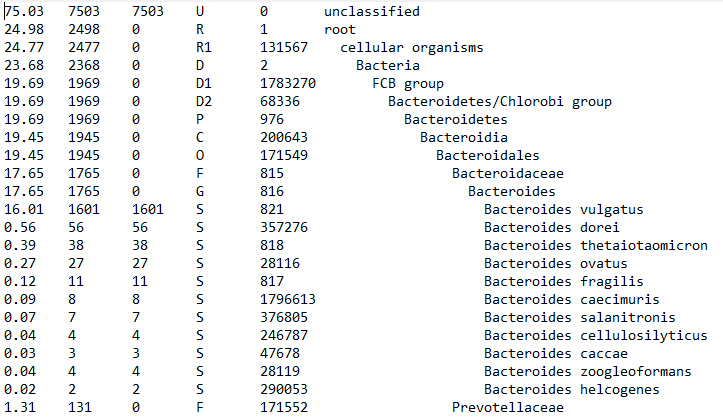 75.03 7503 7503 U 0 unclassified
24.98 2498 0 R 1 root
24.77 2477 0 R1 131567 cellular organisms
23.68 2368 0 D 2 Bacteria
19.69 1969 0 D1 1783270 FCB group
19.69 1969 0 D2 68336 Bacteroidetes/Chlorobi group
19.69 1969 0 P 976 Bacteroidetes
19.45 1945 0 C 200643 Bacteroidia
19.45 1945 0 O 171549 Bacteroidales
17.65 1765 0 F 815 Bacteroidaceae
17.65 1765 0 G 816 Bacteroides
16.01 1601 1601 S 821 Bacteroides vulgatus
0.56 56 56 S 357276 Bacteroides dorei
0.39 38 38 S 818 Bacteroides thetaiotaomicron
0.27 27 27 S 28116 Bacteroides ovatus
0.12 11 11 S 817 Bacteroides fragilis
0.09 8 8 S 1796613 Bacteroides caecimuris
0.07 7 7 S 376805 Bacteroides salanitronis
0.04 4 4 S 246787 Bacteroides cellulosilyticus
0.03 3 3 S 47678 Bacteroides caccae
0.04 4 4 S 28119 Bacteroides zoogleoformans
0.02 2 2 S 290053 Bacteroides helcogenes
1.31 131 0 F 171552 Prevotellaceae